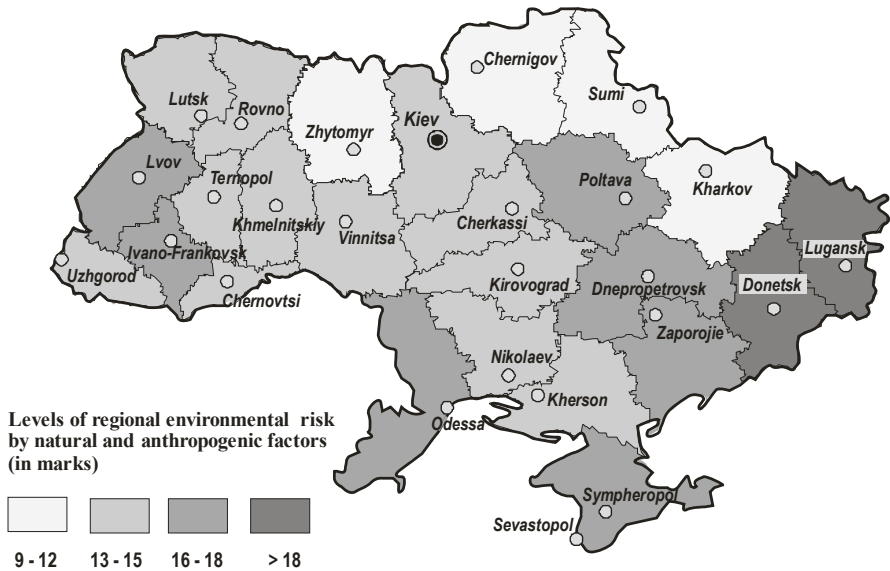 Chernigov
Sumi
Lutsk
Rovno
Kiev
Zhytomyr
Lvov
Ternopol
Poltava
Kharkov
Khmelnitskiy
Vinnitsa
Cherkassi
Ivano-Frankovsk
Lugansk
Uzhgorod
Kirovograd
Dnepropetrovsk
Donetsk
Chernovtsi
Zaporojie
Nikolaev
Kherson
Odessa
Sympheropol
Sevastopol
Levels of regional environmental risk
by natural and anthropogenic factors
(in marks)
9 - 12 13 - 15 16 - 18 > 18